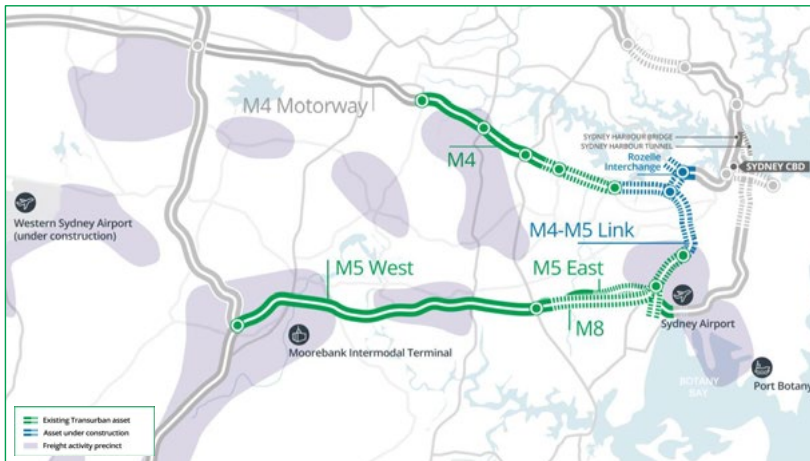 M4 Motorway
SYDNEY HARBOUR BRIDGE
SYDNEY HARBOUR TUNNEL
M4
Rozelle
Interchange
SYDNEY CBD
Western Sydney Airport
(under construction)
M4-M5 Link
M5 West
M5 East
M8
Sydney Airport
Moorebank Intermodal Terminal
BOTANY
BAY
Port Botany
Existing Transurban asset
Asset under construction
Freight activity precinct